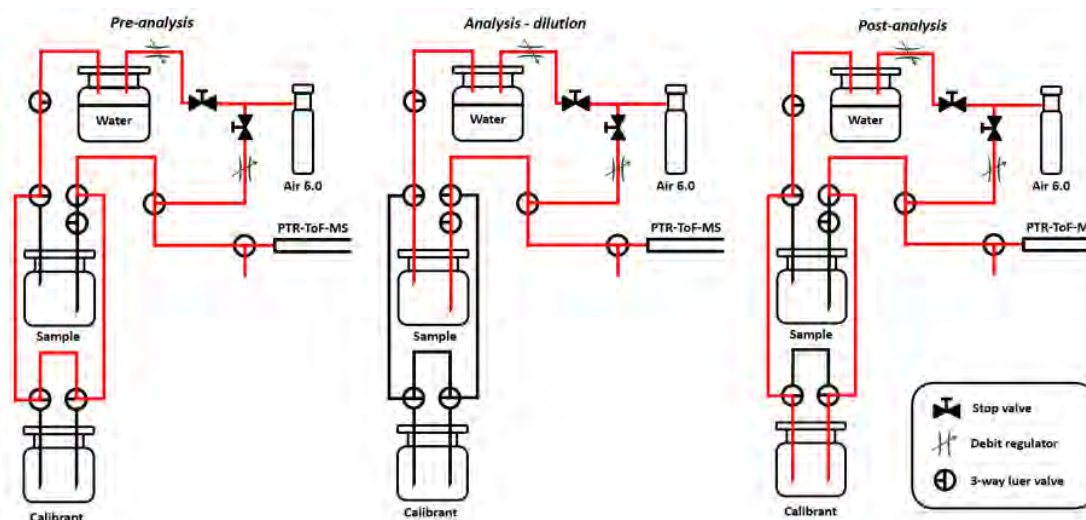 Pre-analysis
Water
Air 6.0
PTR-ToF-MS
Sample
Calibrant
Analysis - dilution
Water
Air 6.0
PTR-ToF-MS
Sample
Calibrant
Post-analysis
Water
Air 6.0
PTR-ToF-M
Sample
Calibrant
Stop valve
Debit regulator
3-way luer valve